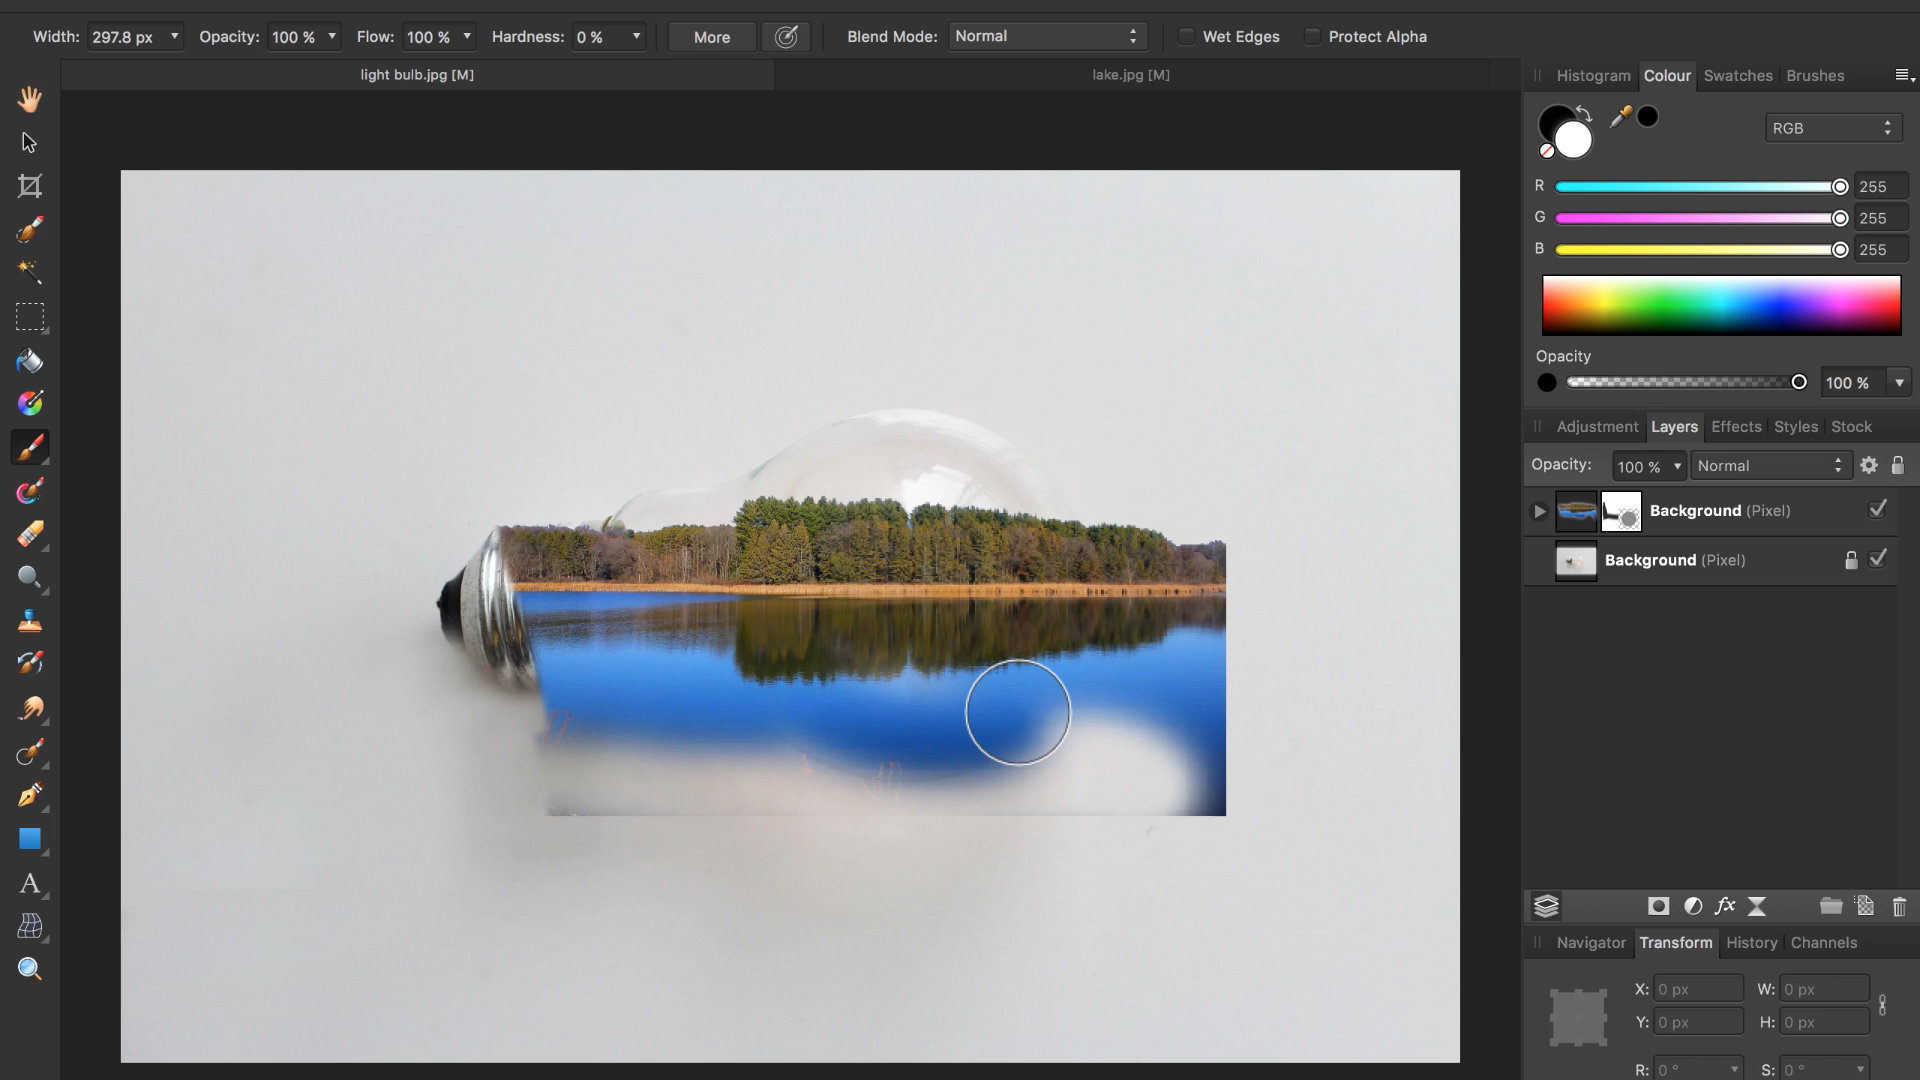 Width: 297.8 px Opacity: 100 % Flow: 100 % Hardness: 0 % More Blend Mode: Normal Wet Edges Protect Alpha
light bulb.jpg [M] lake.jpg [M]
Histogram Colour Swatches Brushes
RGB
R 255
G 255
B 255
Opacity
100 %
Adjustment Layers Effects Styles Stock
Opacity: 100 % Normal
Background (Pixel)
Background (Pixel)
fx
A
Navigator Transform History Channels
X: 0 px W: 0 px
Y: 0 px H: 0 px
R: 0 ° S: 0 °